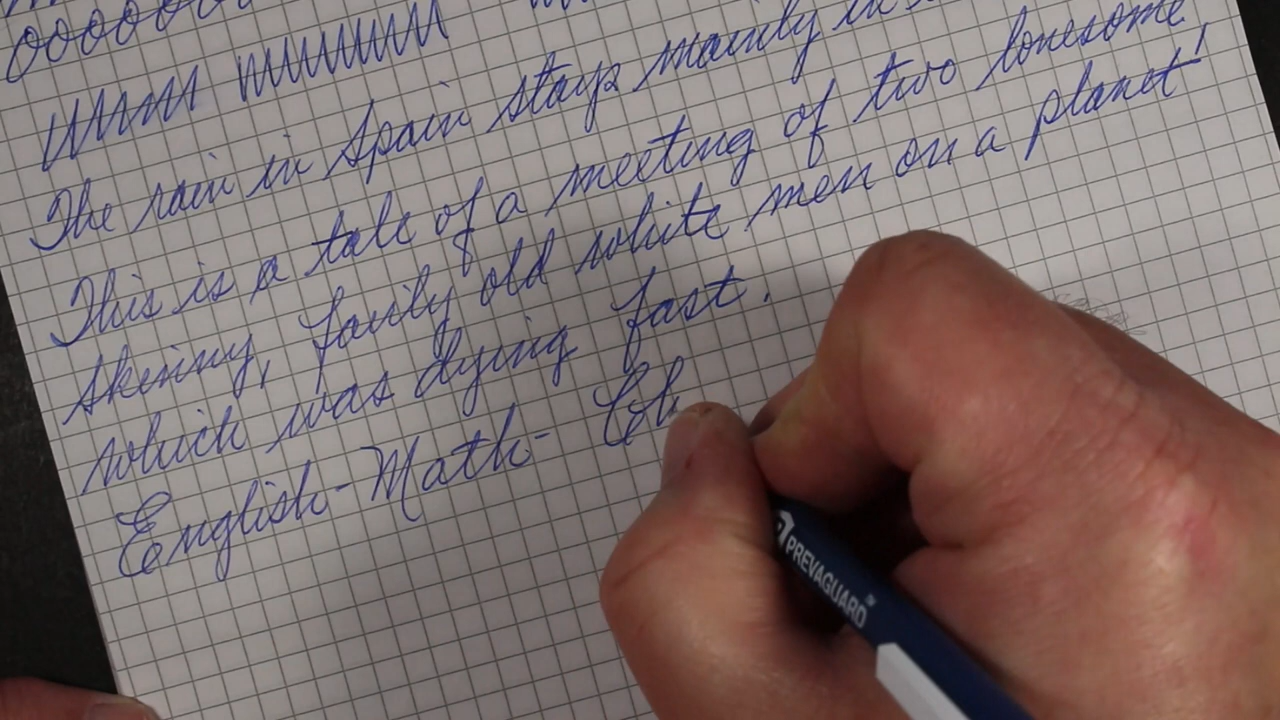 The rain in Spain stays mainly in
This is a tale of a meeting of two lonesome,
skinny, fairly old white men on a planet
which was dying fast.
English-Math-
PREVAGUARD